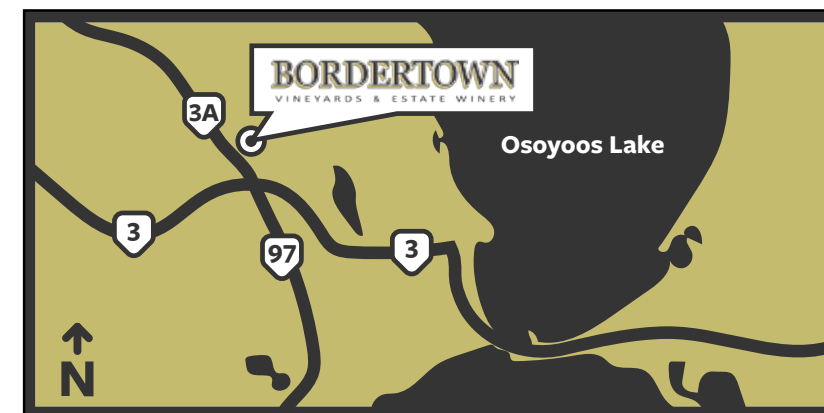 BORDERTOWN
VINEYARDS & ESTATE WINERY
3A
Osoyoos Lake
3
97
3
N